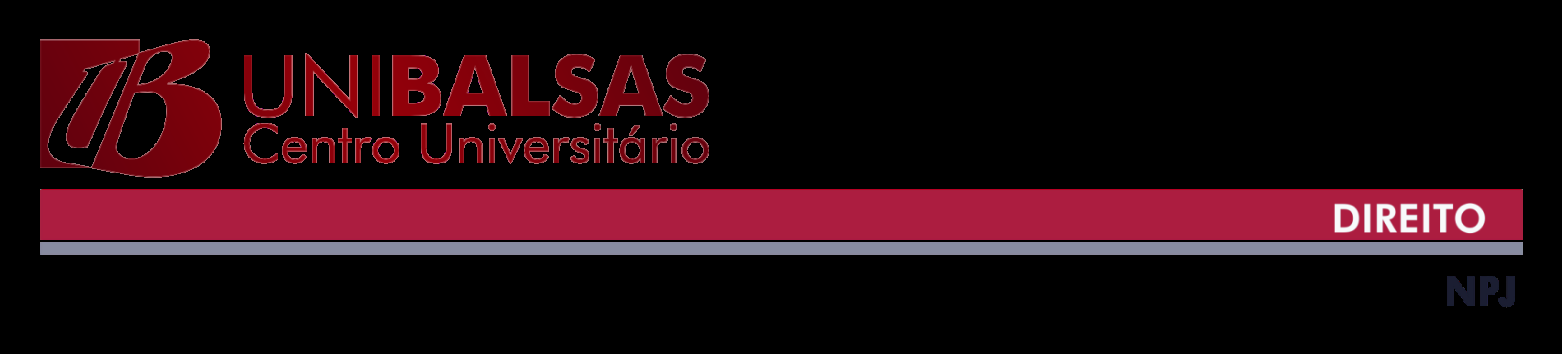 UB
UNIBALSAS
Centro Universitário
DIREITO
NPJ